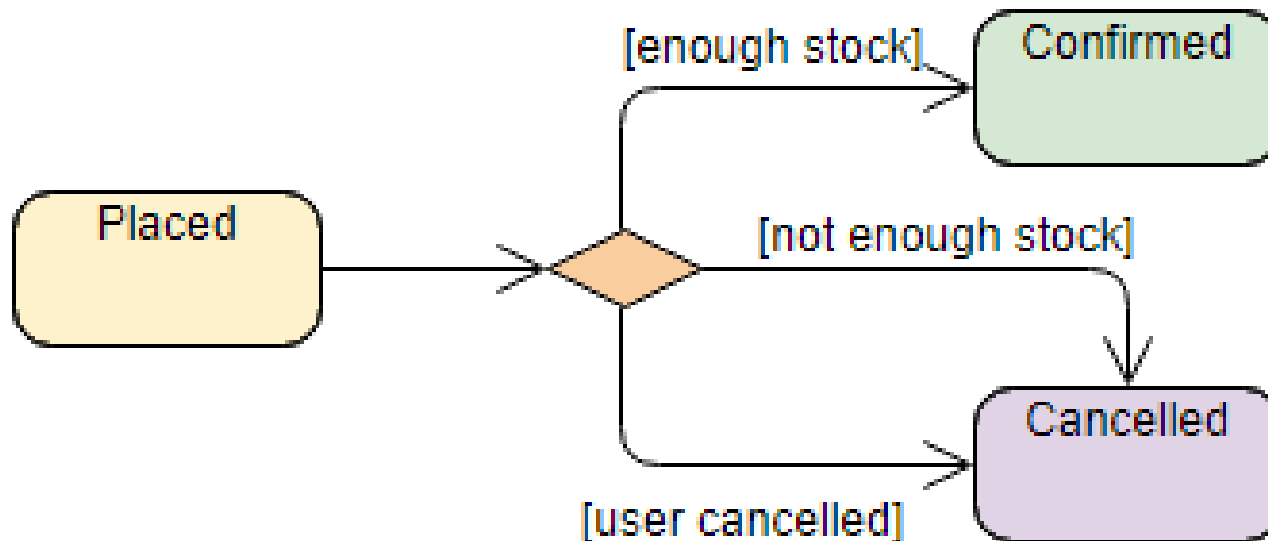 [enough stock]
Confirmed
Placed
[not enough stock]
Cancelled
[user cancelled]